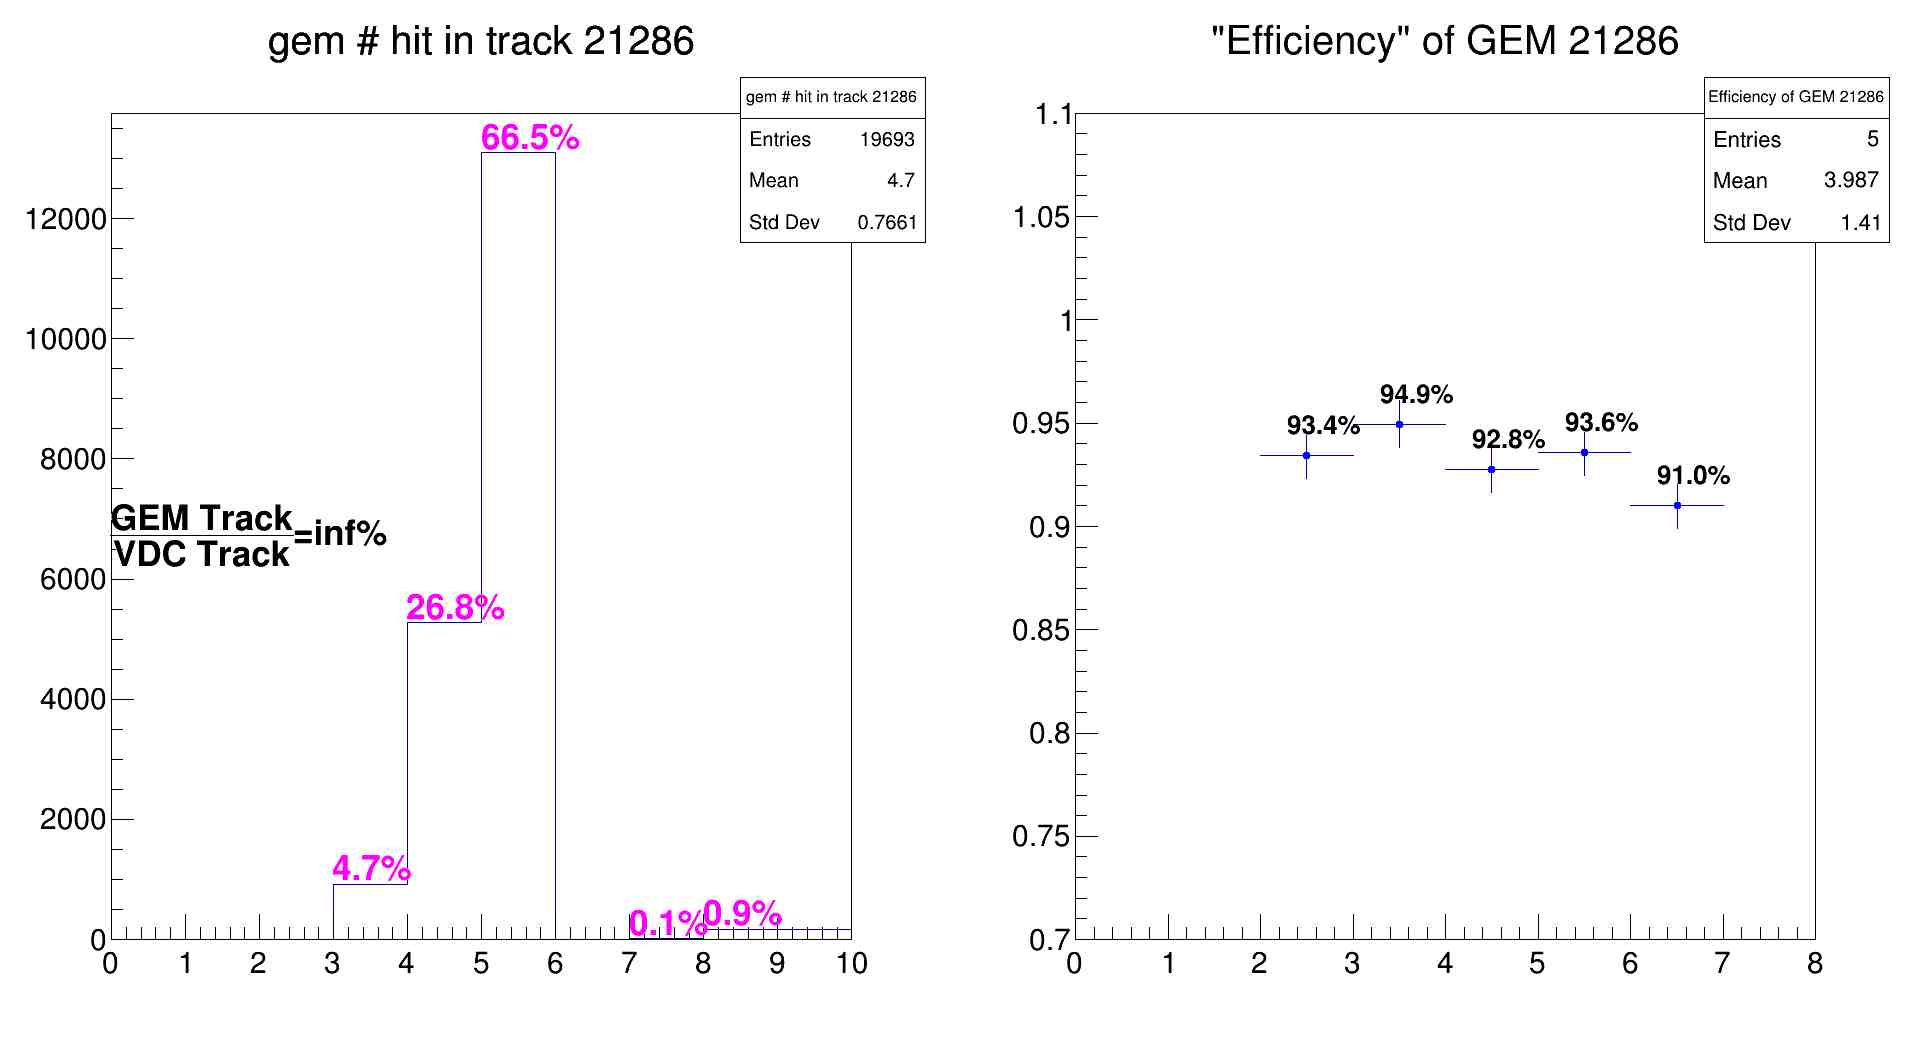 gem # hit in track 21286
gem # hit in track 21286
Entries 19693
Mean 4.7
Std Dev 0.7661
66.5%
12000
10000
8000
GEM Track
VDC Track
=inf%
6000
26.8%
4000
2000
4.7%
0.1%
0.9%
0
0 1 2 3 4 5 6 7 8 9 10
"Efficiency" of GEM 21286
Efficiency of GEM 21286
Entries 5
Mean 3.987
Std Dev 1.41
1.1
1.05
1
0.95
93.4%
94.9%
92.8%
93.6%
91.0%
0.9
0.85
0.8
0.75
0.7
0 1 2 3 4 5 6 7 8